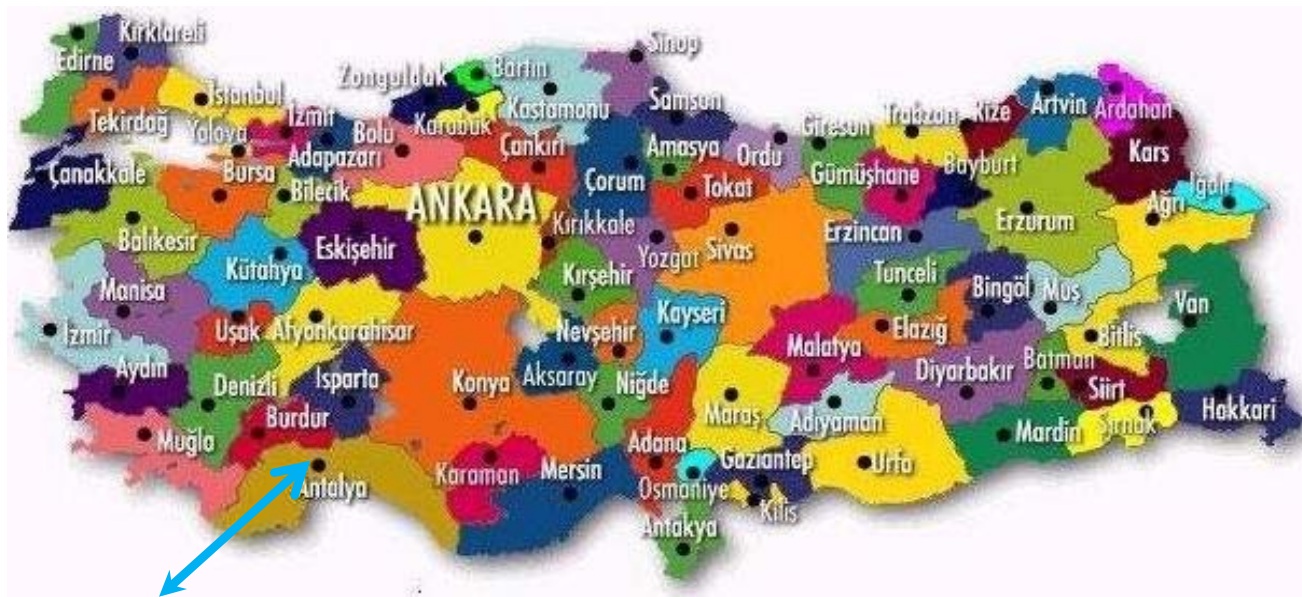 Kırklareli
Edirne
Tekirdağ
İstanbul
Yalova
İzmit
Adapazarı
Zonguldak
Bartın
Karabük
Kastamonu
Sinop
Bolu
Çankırı
Samsun
Çorum
Amasya
Tokat
Ordu
Giresun
Trabzon
Rize
Artvin
Ardahan
Kars
Gümüşhane
Bayburt
Iğdır
Ağrı
Çanakkale
Bursa
Bilecik
Balıkesir
Kütahya
Eskişehir
ANKARA
Kırıkkale
Yozgat
Sivas
Erzincan
Erzurum
Manisa
İzmir
Uşak
Afyonkarahisar
Kırşehir
Nevşehir
Kayseri
Tunceli
Bingöl
Muş
Van
Bitlis
Elazığ
Malatya
Aydın
Denizli
Isparta
Konya
Aksaray
Niğde
Diyarbakır
Batman
Siirt
Şırnak
Hakkari
Burdur
Muğla
Maraş
Adıyaman
Adana
Mardin
Antalya
Karaman
Mersin
Osmaniye
Gaziantep
Urfa
Kilis
Antakya